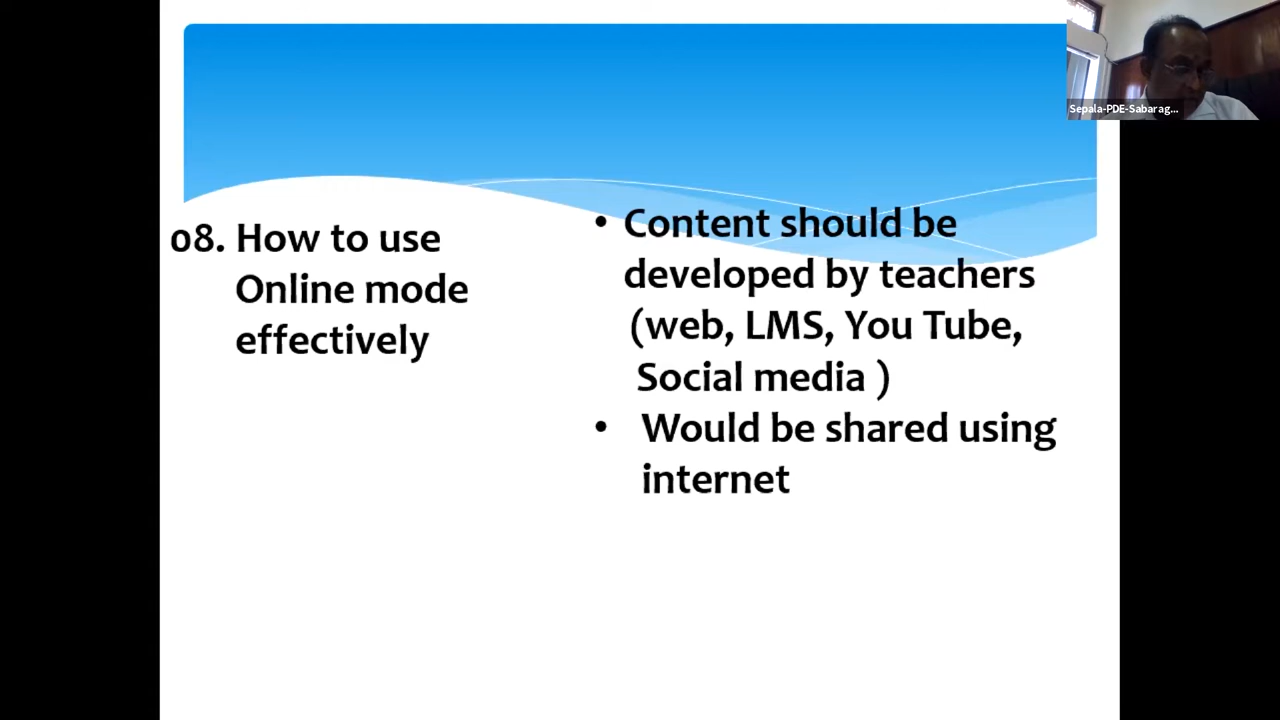 Sepala-PDE-Sabarag...
08. How to use
Online mode
effectively
• Content should be
developed by teachers
(web, LMS, You Tube,
Social media )
• Would be shared using
internet